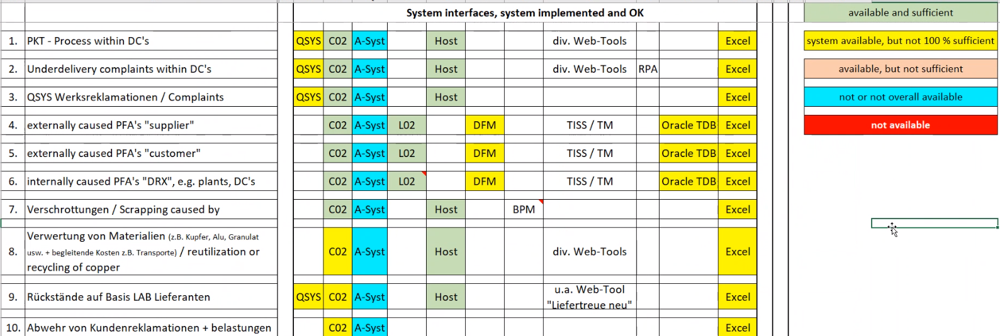 System interfaces, system implemented and OK
available and sufficient
1. PKT - Process within DC's QSYS C02 A-Syst Host div. Web-Tools Excel
system available, but not 100 % sufficient
2. Underdelivery complaints within DC's QSYS C02 A-Syst Host div. Web-Tools RPA Excel
available, but not sufficient
3. QSYS Werksreklamationen / Complaints QSYS C02 A-Syst Host Excel
not or not overall available
4. externally caused PFA's "supplier" C02 A-Syst L02 DFM TISS / TM Oracle TDB Excel
not available
5. externally caused PFA's "customer" C02 A-Syst L02 DFM TISS / TM Oracle TDB Excel
6. internally caused PFA's "DRX", e.g. plants, DC's C02 A-Syst L02 DFM TISS / TM Oracle TDB Excel
7. Verschrottungen / Scrapping caused by C02 A-Syst Host BPM Excel
8. Verwertung von Materialien (z.B. Kupfer, Alu, Granulat
usw. + begleitende Kosten z.B. Transporte) / reutilization or
recycling of copper
C02 A-Syst Host div. Web-Tools Excel
9. Rückstände auf Basis LAB Lieferanten QSYS C02 A-Syst Host
u.a. Web-Tool
"Liefertreue neu"
Excel
10. Abwehr von Kundenreklamationen + belastungen C02 A-Syst Excel